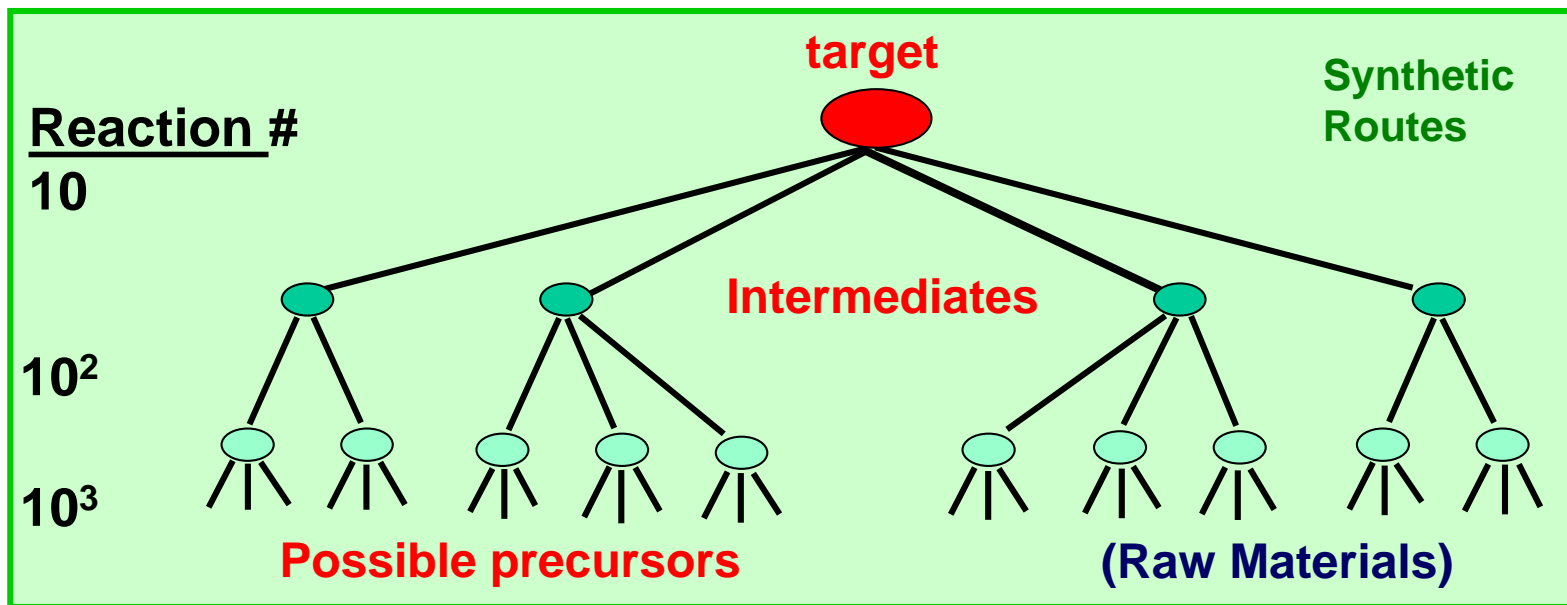 target
Synthetic
Routes
Reaction #
10
Intermediates
10²
10³
Possible precursors
(Raw Materials)